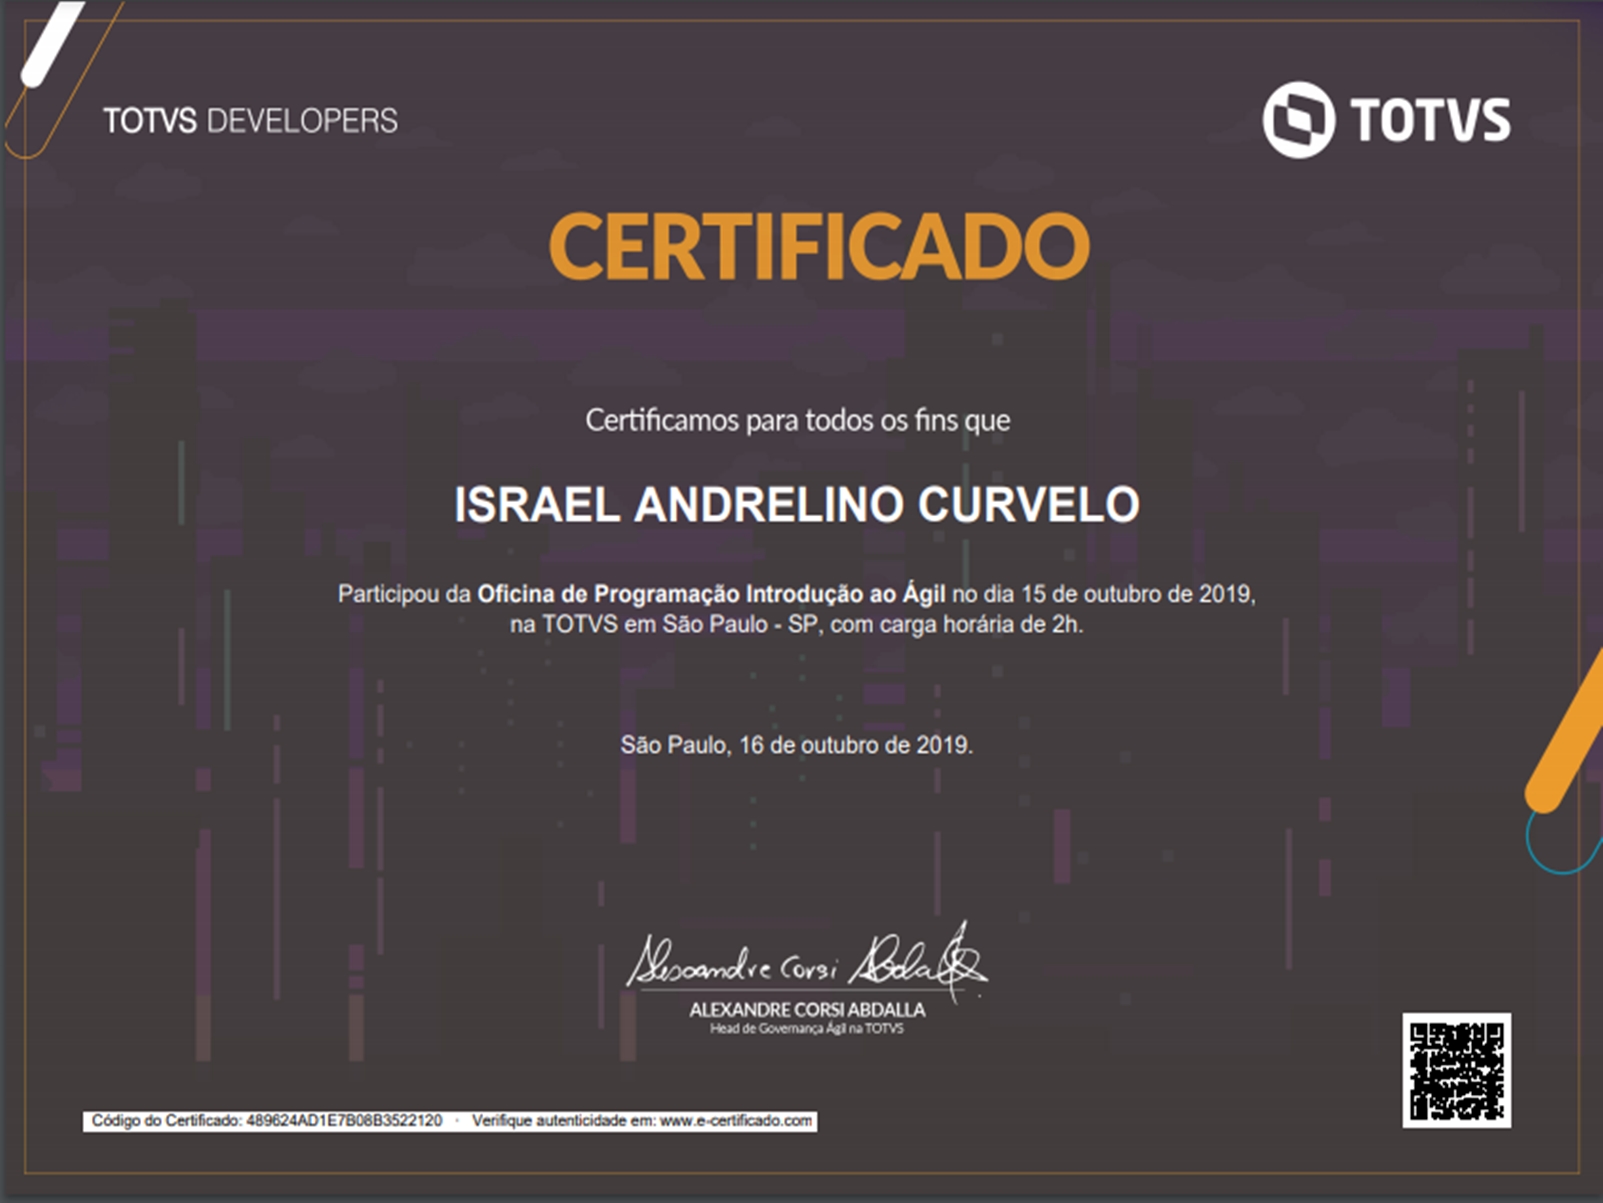 TOTVS DEVELOPERS
TOTVS
CERTIFICADO
Certificamos para todos os fins que
ISRAEL ANDRELINO CURVELO
Participou da Oficina de Programação Introdução ao Ágil no dia 15 de outubro de 2019,
na TOTVS em São Paulo - SP, com carga horária de 2h.
São Paulo, 16 de outubro de 2019.
Alessandre Corsi Abdalla
ALEXANDRE CORSI ABDALLA
Head de Governança Ágil na TOTVS
Código do Certificado: 489624AD1E7B08B3522120 · Verifique autenticidade em: www.e-certificado.com